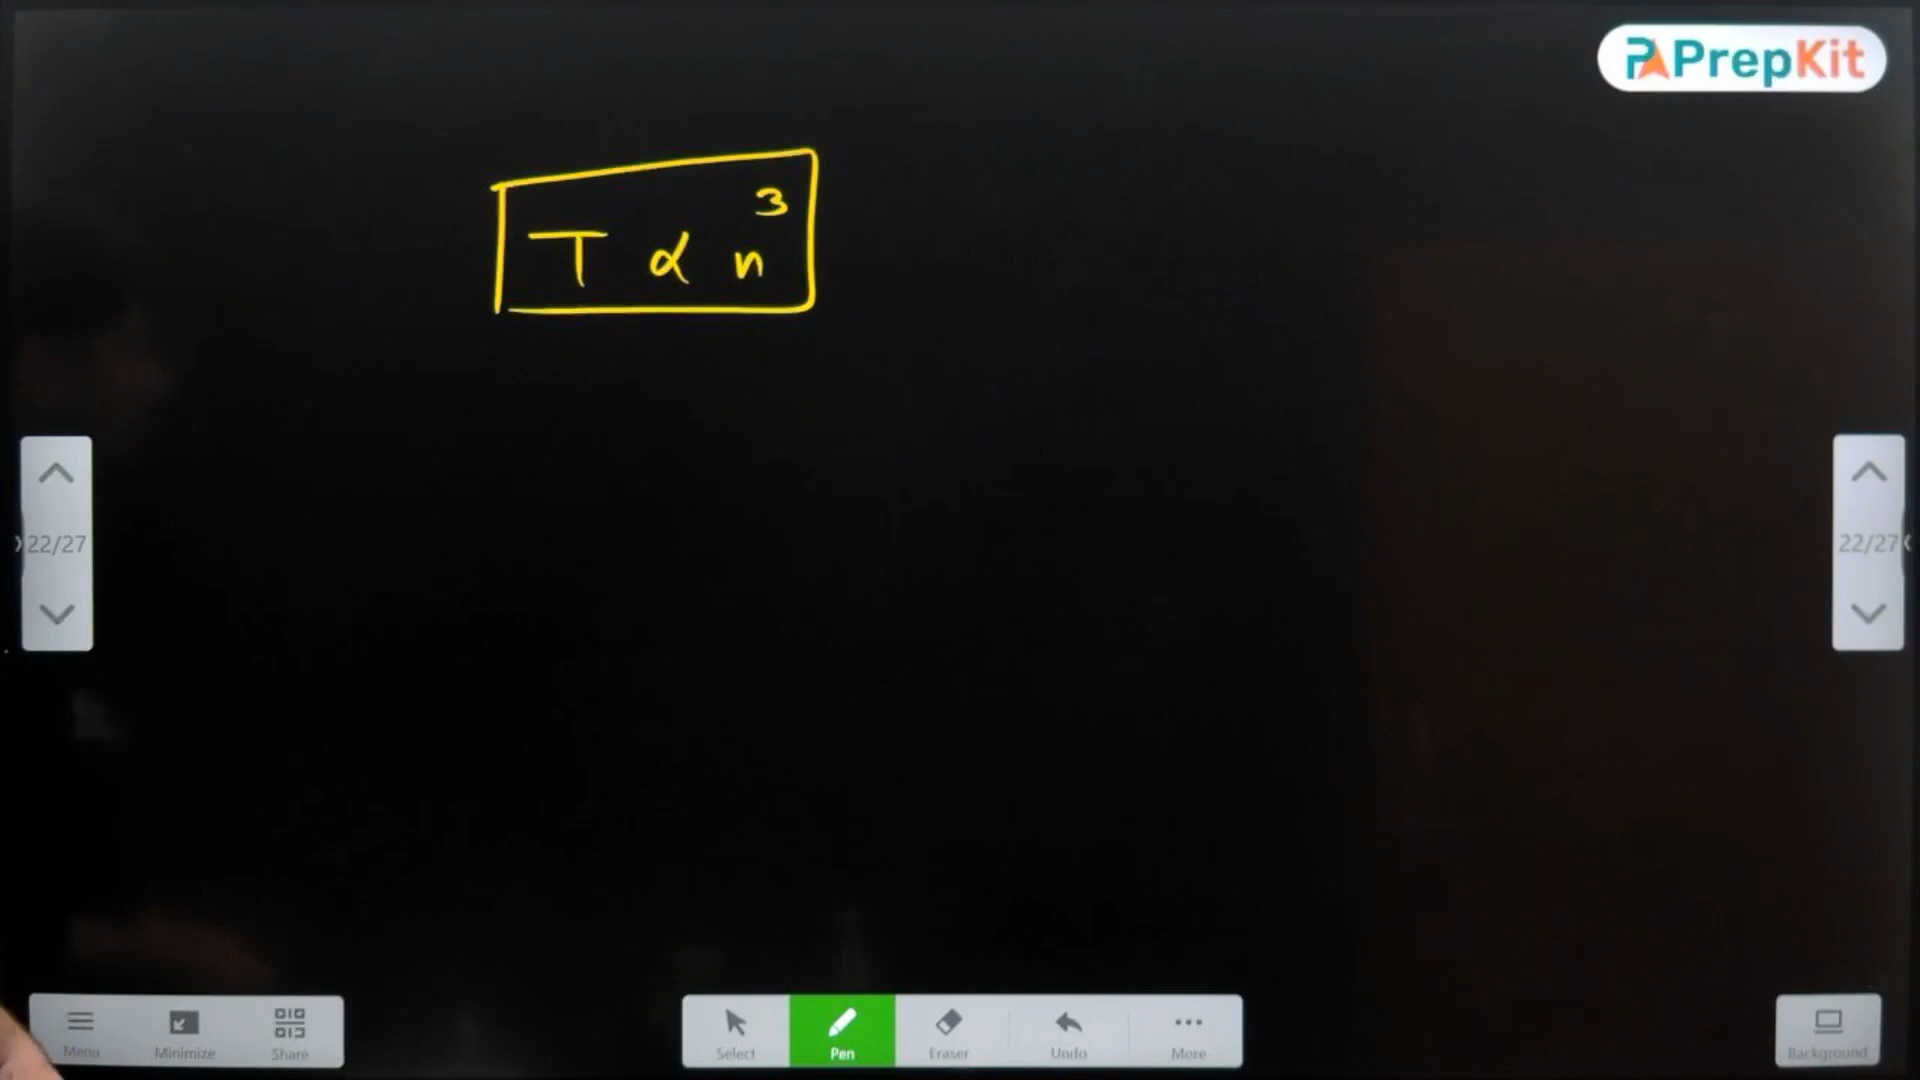 PrepKit
T ∝ n³
22/27
22/27
Menu
Minimize
Share
Select
Pen
Eraser
Undo
More
Background